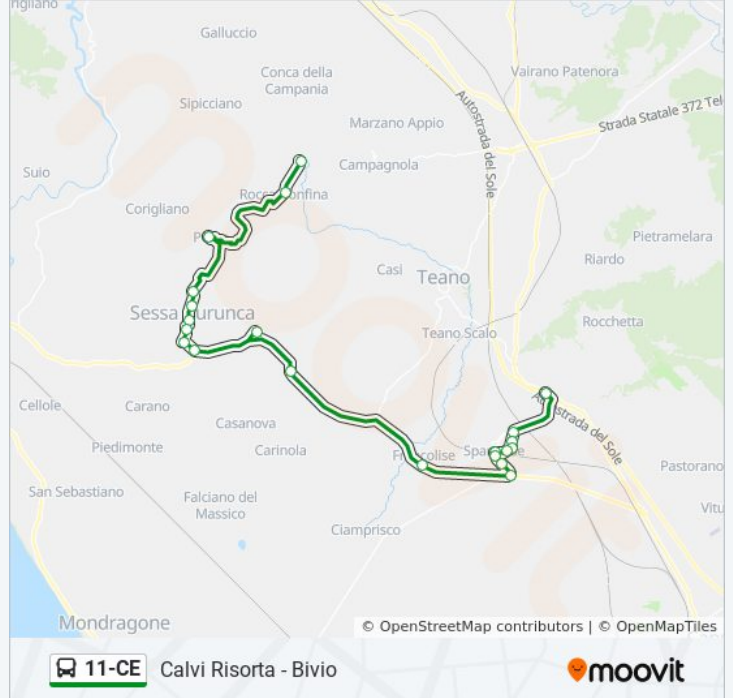 Galluccio
Conca della
Campania
Vairano Patenora
Sipicciano
Autostrada del Sole
Strada Statale 372 Tel
Marzano Appio
Campagnola
Suio
Corigliano
Pietramelara
Casi
Riardo
Teano
Sessa Aurunca
Rocchetta
Teano Scalo
Autostrada del Sole
Cellole
Carano
Casanova
Piedimonte
Carinola
Pastorano
San Sebastiano
Falciano del
Massico
Vitu
Ciamprisco
Mondragone
© OpenStreetMap contributors | © OpenMapTiles
11-CE Calvi Risorta - Bivio
moovit